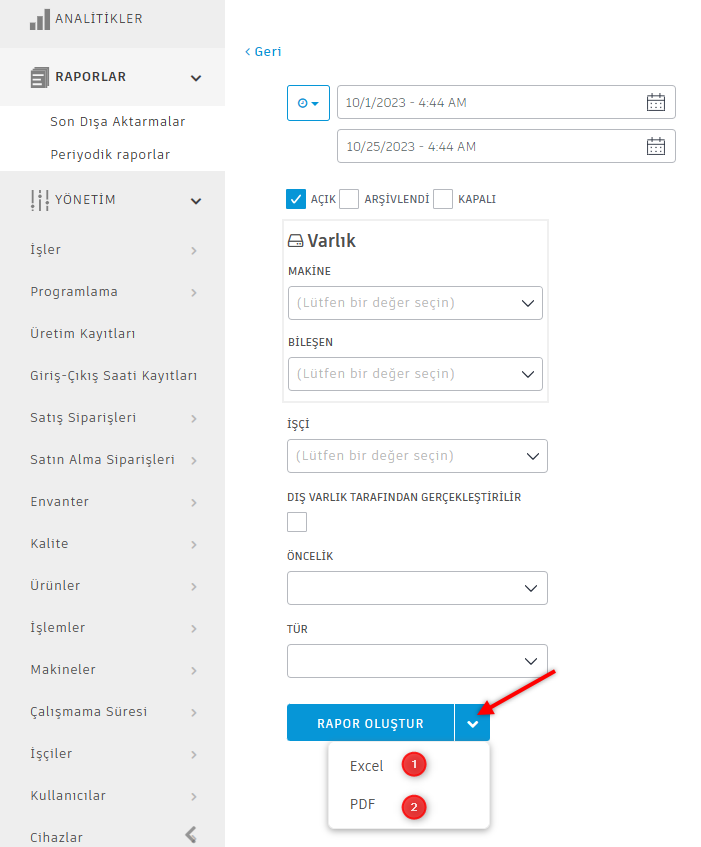 ANALİTİKLER
RAPORLAR
Son Dışa Aktarmalar
Periyodik raporlar
YÖNETİM
İşler
Programlama
Üretim Kayıtları
Giriş-Çıkış Saati Kayıtları
Satış Siparişleri
Satın Alma Siparişleri
Envanter
Kalite
Ürünler
İşlemler
Makineler
Çalışmama Süresi
İşçiler
Kullanıcılar
Cihazlar
Geri
10/1/2023 - 4:44 AM
10/25/2023 - 4:44 AM
AÇIK ARŞİVLENDİ KAPALI
Varlık
MAKİNE
(Lütfen bir değer seçin)
BİLEŞEN
(Lütfen bir değer seçin)
İŞÇİ
(Lütfen bir değer seçin)
DIŞ VARLIK TARAFINDAN GERÇEKLEŞTİRİLİR
ÖNCELİK
TÜR
RAPOR OLUŞTUR
Excel 1
PDF 2